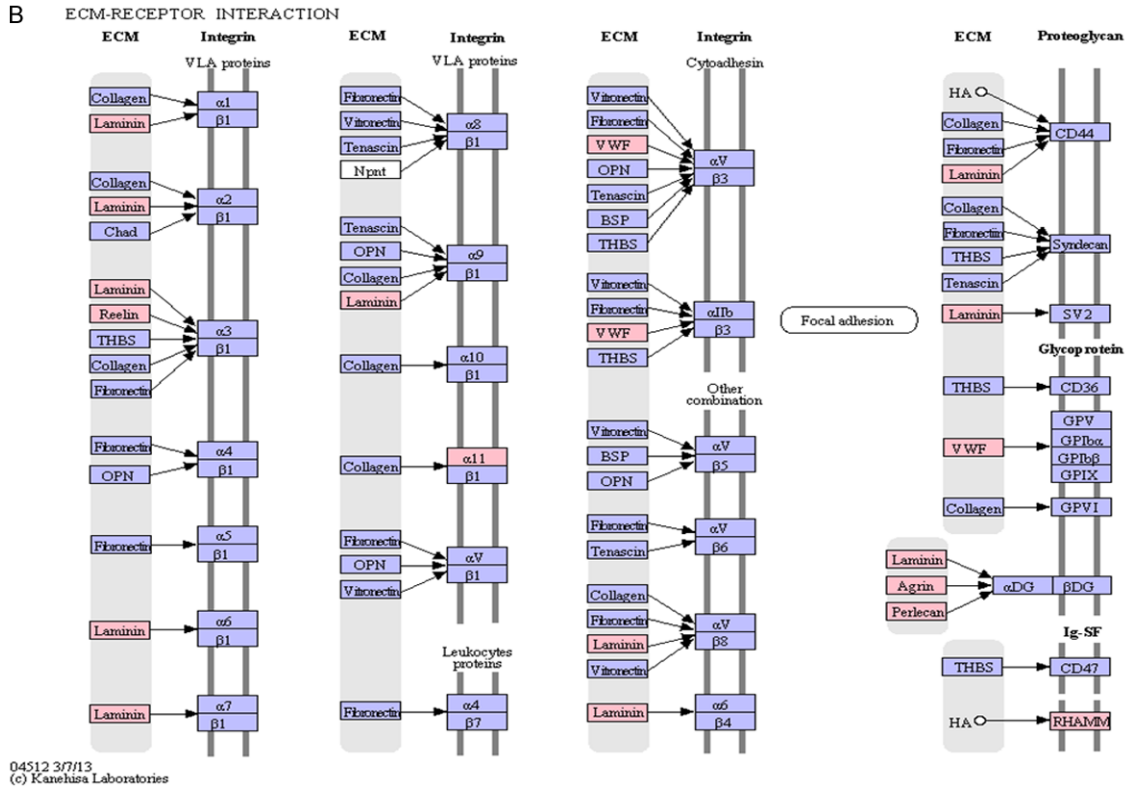 B
ECM-RECEPTOR INTERACTION
ECM
Integrin
VLA proteins
Collagen
Laminin
α1
β1
Collagen
Laminin
Chad
α2
β1
Laminin
Reelin
THBS
Collagen
Fibronectin
α3
β1
Fibronectin
OPN
α4
β1
Fibronectin
α5
β1
Laminin
α6
β1
Laminin
α7
β1
ECM
Integrin
VLA proteins
Fibronectin
Vitronectin
Tenascin
Npnt
α8
β1
Tenascin
OPN
Collagen
Laminin
α9
β1
Collagen
α10
β1
Collagen
α11
β1
Fibronectin
OPN
Vitronectin
αV
β1
Leukocytes
proteins
Fibronectin
α4
β7
ECM
Integrin
Cytoadhesin
Vitronectin
Fibronectin
VWF
OPN
Tenascin
BSP
THBS
αV
β3
Vitronectin
Fibronectin
VWF
THBS
αIIb
β3
Other
combination
Vitronectin
BSP
OPN
αV
β5
Fibronectin
Tenascin
αV
β6
Collagen
Fibronectin
Laminin
Vitronectin
αV
β8
Laminin
α6
β4
Focal adhesion
ECM
Proteoglycan
HA
Collagen
Fibronectin
Laminin
CD44
Collagen
Fibronectin
THBS
Tenascin
Syndecan
Laminin
SV2
Glycoprotein
THBS
CD36
VWF
GPV
GPIbα
GPIbβ
GPIX
Collagen
GPVI
Laminin
Agrin
Perlecan
αDG
βDG
Ig-SF
THBS
CD47
HA
RHAMM
04512 3/7/13
(c) Kanehisa Laboratories